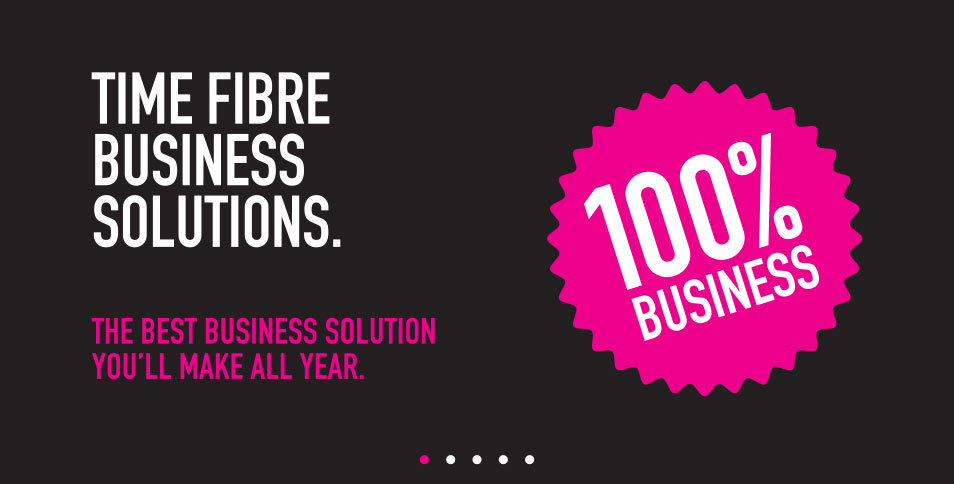 TIME FIBRE
BUSINESS
SOLUTIONS.
THE BEST BUSINESS SOLUTION
YOU'LL MAKE ALL YEAR.
100%
BUSINESS